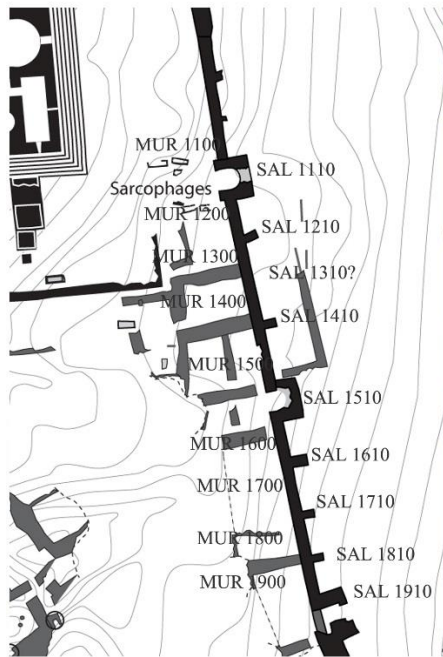 MUR 1100
SAL 1110
Sarcophages
MUR 1200
SAL 1210
MUR 1300
SAL 1310?
MUR 1400
SAL 1410
MUR 1500
SAL 1510
MUR 1600
SAL 1610
MUR 1700
SAL 1710
MUR 1800
SAL 1810
MUR 1900
SAL 1910